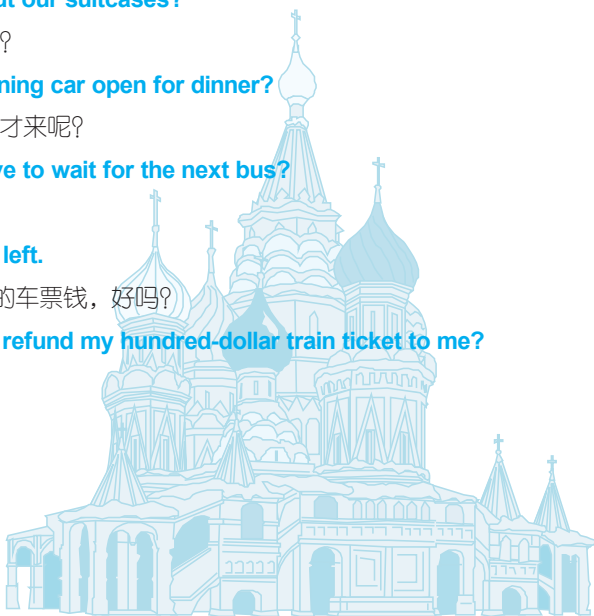 out our suitcases?
?
ning car open for dinner?
才来呢？
ve to wait for the next bus?
left.
的车票钱，好吗？
refund my hundred-dollar train ticket to me?